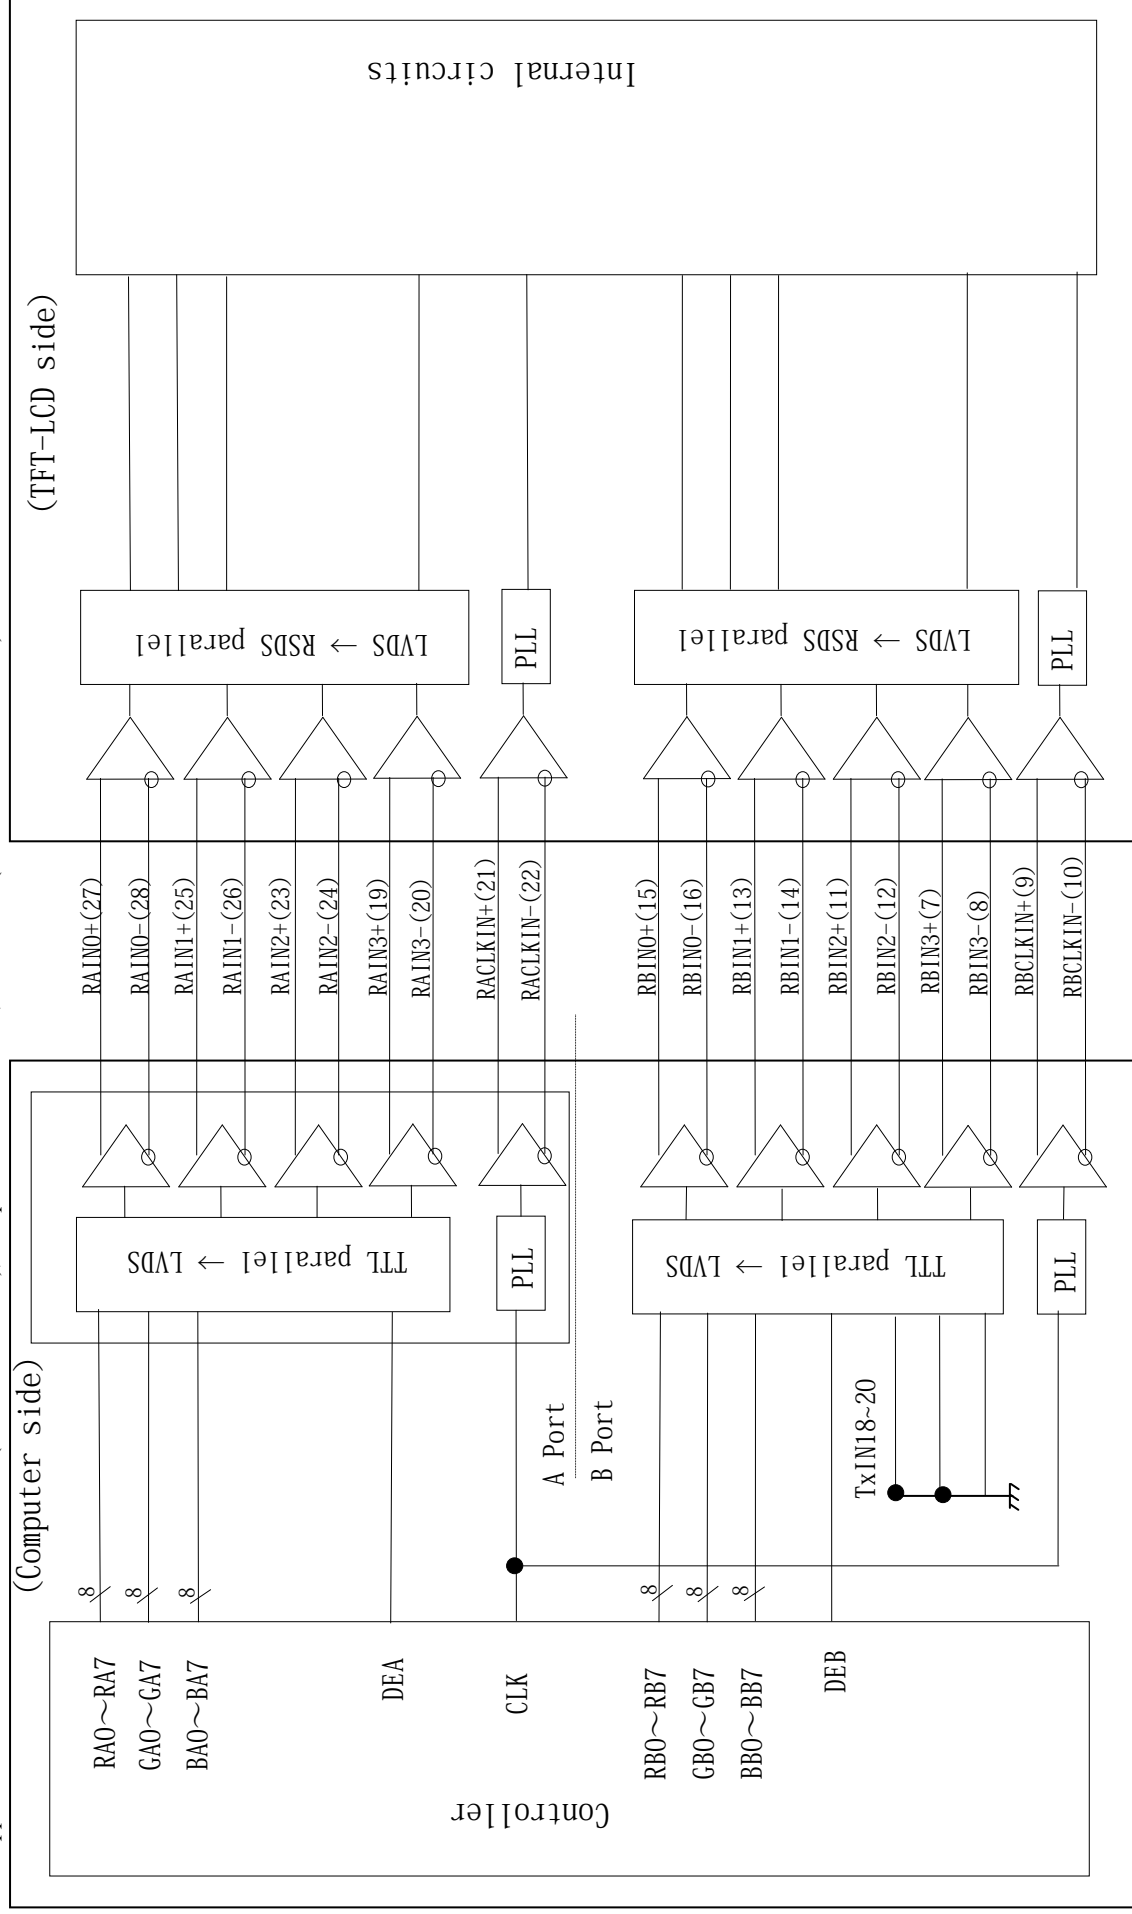 (Computer side)
(TFT-LCD side)
Controller
RA0~RA7
GA0~GA7
BA0~BA7
DEA
CLK
RB0~RB7
GB0~GB7
BB0~BB7
DEB
8
8
8
8
8
8
A Port
B Port
TxIN18~20
TTL parallel → LVDS
PLL
TTL parallel → LVDS
PLL
RAIN0+(27)
RAIN0-(28)
RAIN1+(25)
RAIN1-(26)
RAIN2+(23)
RAIN2-(24)
RAIN3+(19)
RAIN3-(20)
RACLKIN+(21)
RACLKIN-(22)
RBIN0+(15)
RBIN0-(16)
RBIN1+(13)
RBIN1-(14)
RBIN2+(11)
RBIN2-(12)
RBIN3+(7)
RBIN3-(8)
RBCLKIN+(9)
RBCLKIN-(10)
LVDS → RSDS parallel
PLL
LVDS → RSDS parallel
PLL
Internal circuits